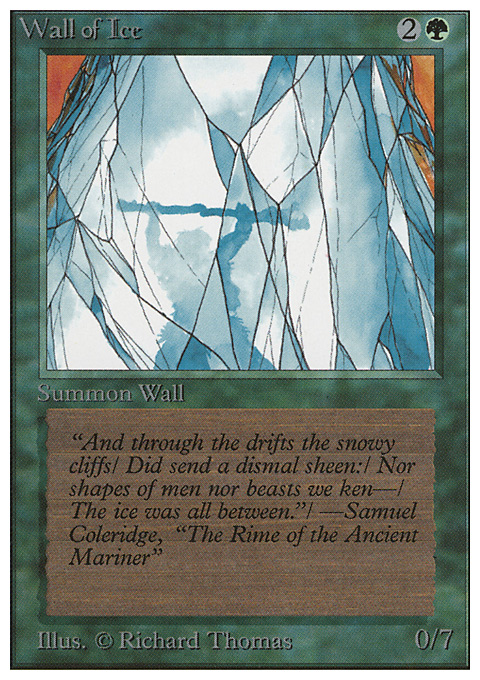 Wall of Ice 2
Summon Wall
“And through the drifts the snowy
cliffs/ Did send a dismal sheen:/ Nor
shapes of men nor beasts we ken—/
The ice was all between.”/ —Samuel
Coleridge, “The Rime of the Ancient
Mariner”
Illus. © Richard Thomas 0/7